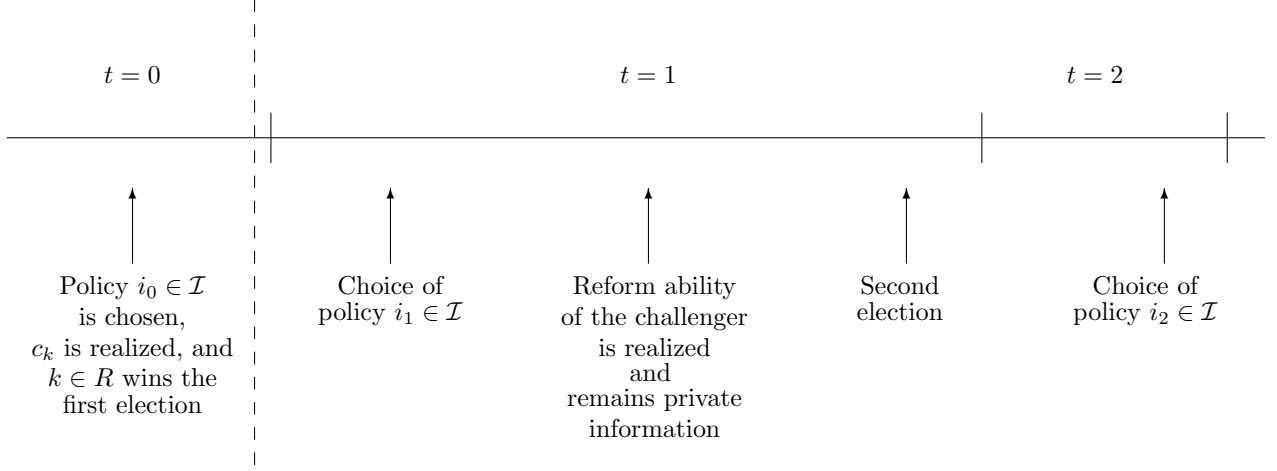 t = 0
t = 1
t = 2
Policy i₀ ∈ ℐ
is chosen,
cₖ is realized, and
k ∈ R wins the
first election
Choice of
policy i₁ ∈ ℐ
Reform ability
of the challenger
is realized
and
remains private
information
Second
election
Choice of
policy i₂ ∈ ℐ